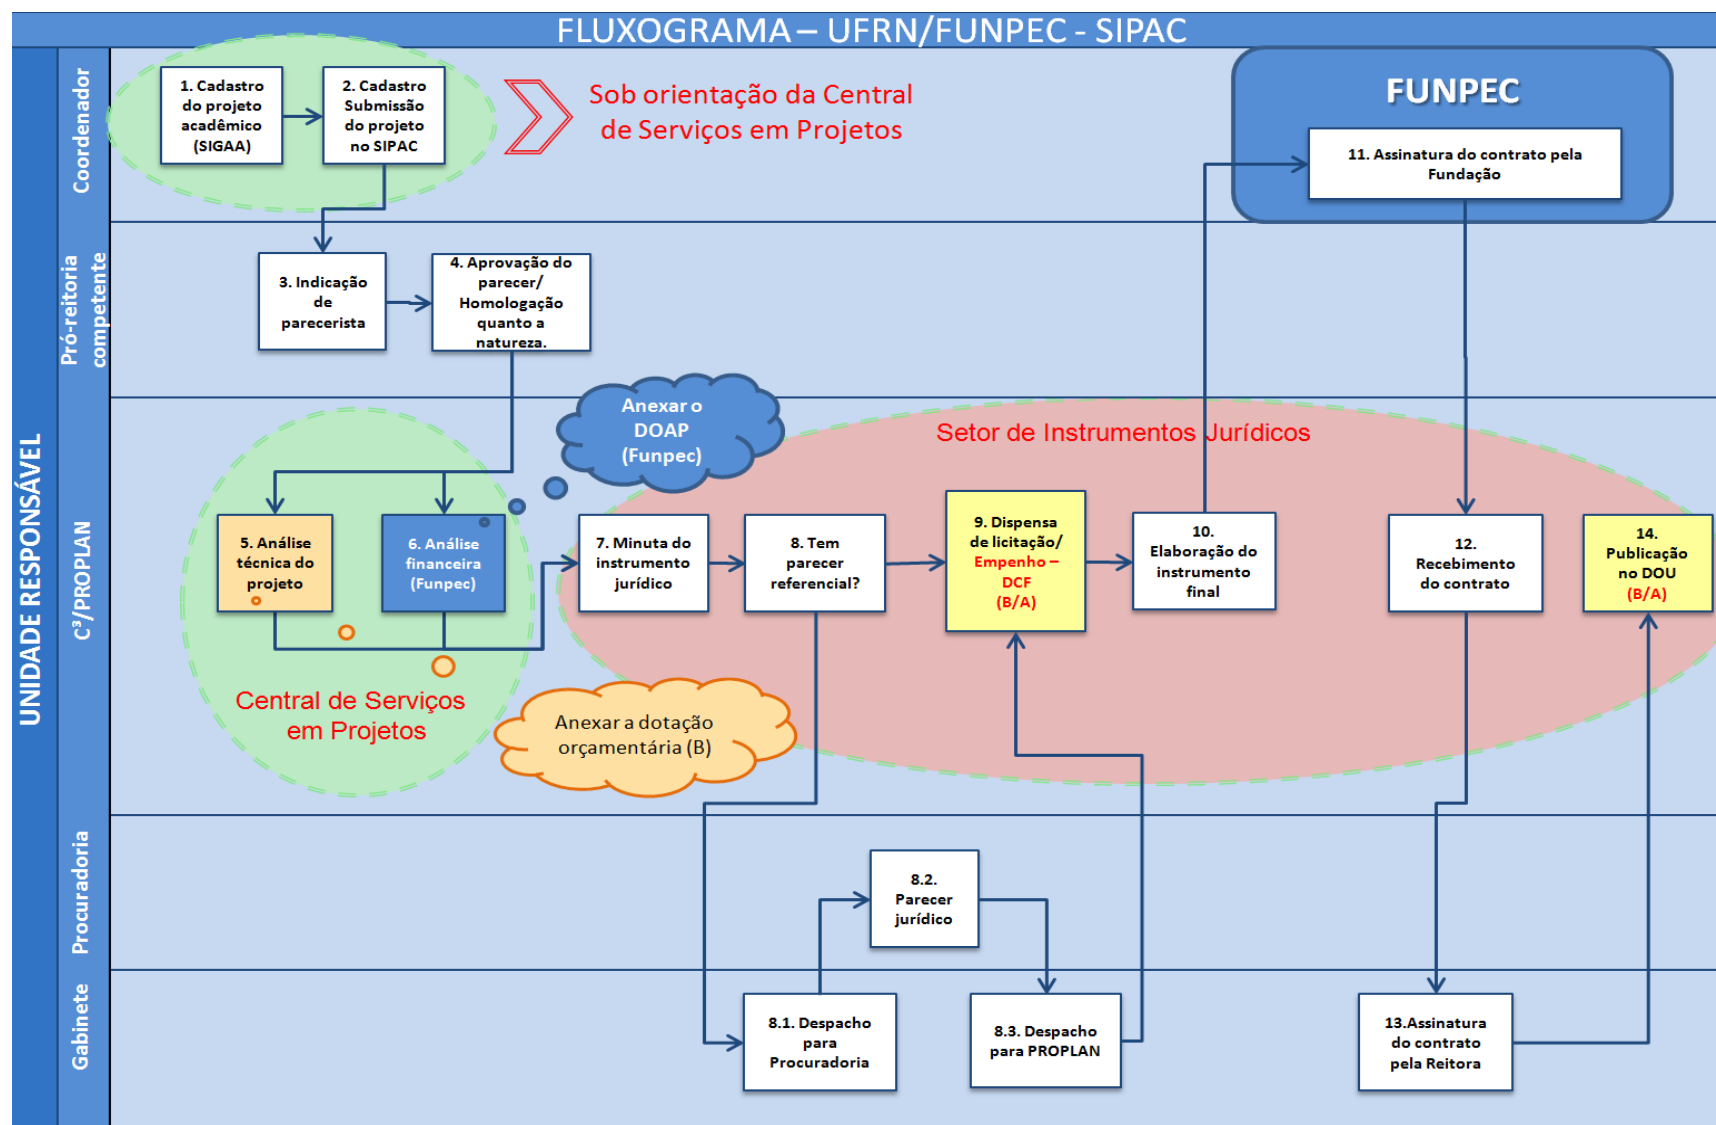 FLUXOGRAMA – UFRN/FUNPEC - SIPAC
UNIDADE RESPONSÁVEL
Coordenador
1. Cadastro
do projeto
acadêmico
(SIGAA)
2. Cadastro
Submissão
do projeto
no SIPAC
Sob orientação da Central
de Serviços em Projetos
FUNPEC
11. Assinatura do contrato pela
Fundação
Pró-reitoria
competente
3. Indicação
de
parecerista
4. Aprovação do
parecer/
Homologação
quanto a
natureza.
C³/PROPLAN
Anexar o
DOAP
(Funpec)
Setor de Instrumentos Jurídicos
5. Análise
técnica do
projeto
6. Análise
financeira
(Funpec)
7. Minuta do
instrumento
jurídico
8. Tem
parecer
referencial?
9. Dispensa
de licitação/
Empenho –
DCF
(B/A)
10.
Elaboração do
instrumento
final
12.
Recebimento
do contrato
14.
Publicação
no DOU
(B/A)
Central de Serviços
em Projetos
Anexar a dotação
orçamentária (B)
Procuradoria
8.2.
Parecer
jurídico
Gabinete
8.1. Despacho
para
Procuradoria
8.3. Despacho
para PROPLAN
13.Assinatura
do contrato
pela Reitora